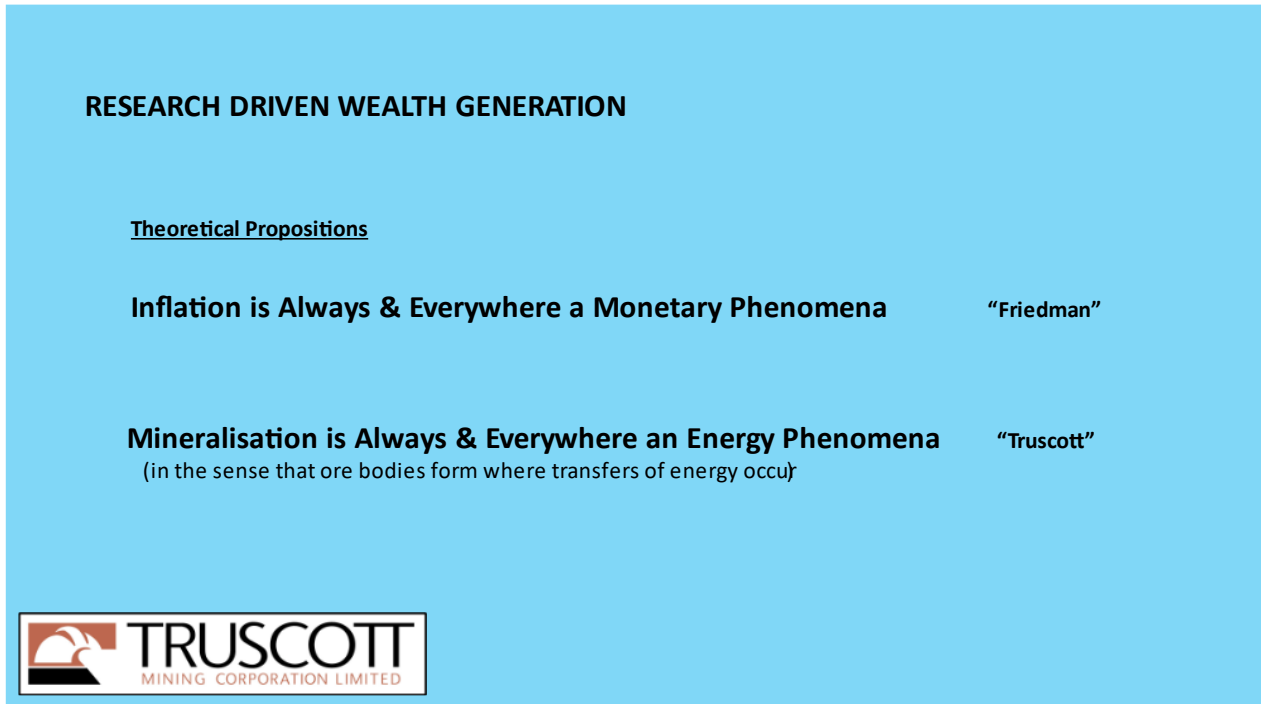 RESEARCH DRIVEN WEALTH GENERATION
Theoretical Propositions
Inflation is Always & Everywhere a Monetary Phenomena “Friedman”
Mineralisation is Always & Everywhere an Energy Phenomena “Truscott”
(in the sense that ore bodies form where transfers of energy occur)
TRUSCOTT
MINING CORPORATION LIMITED